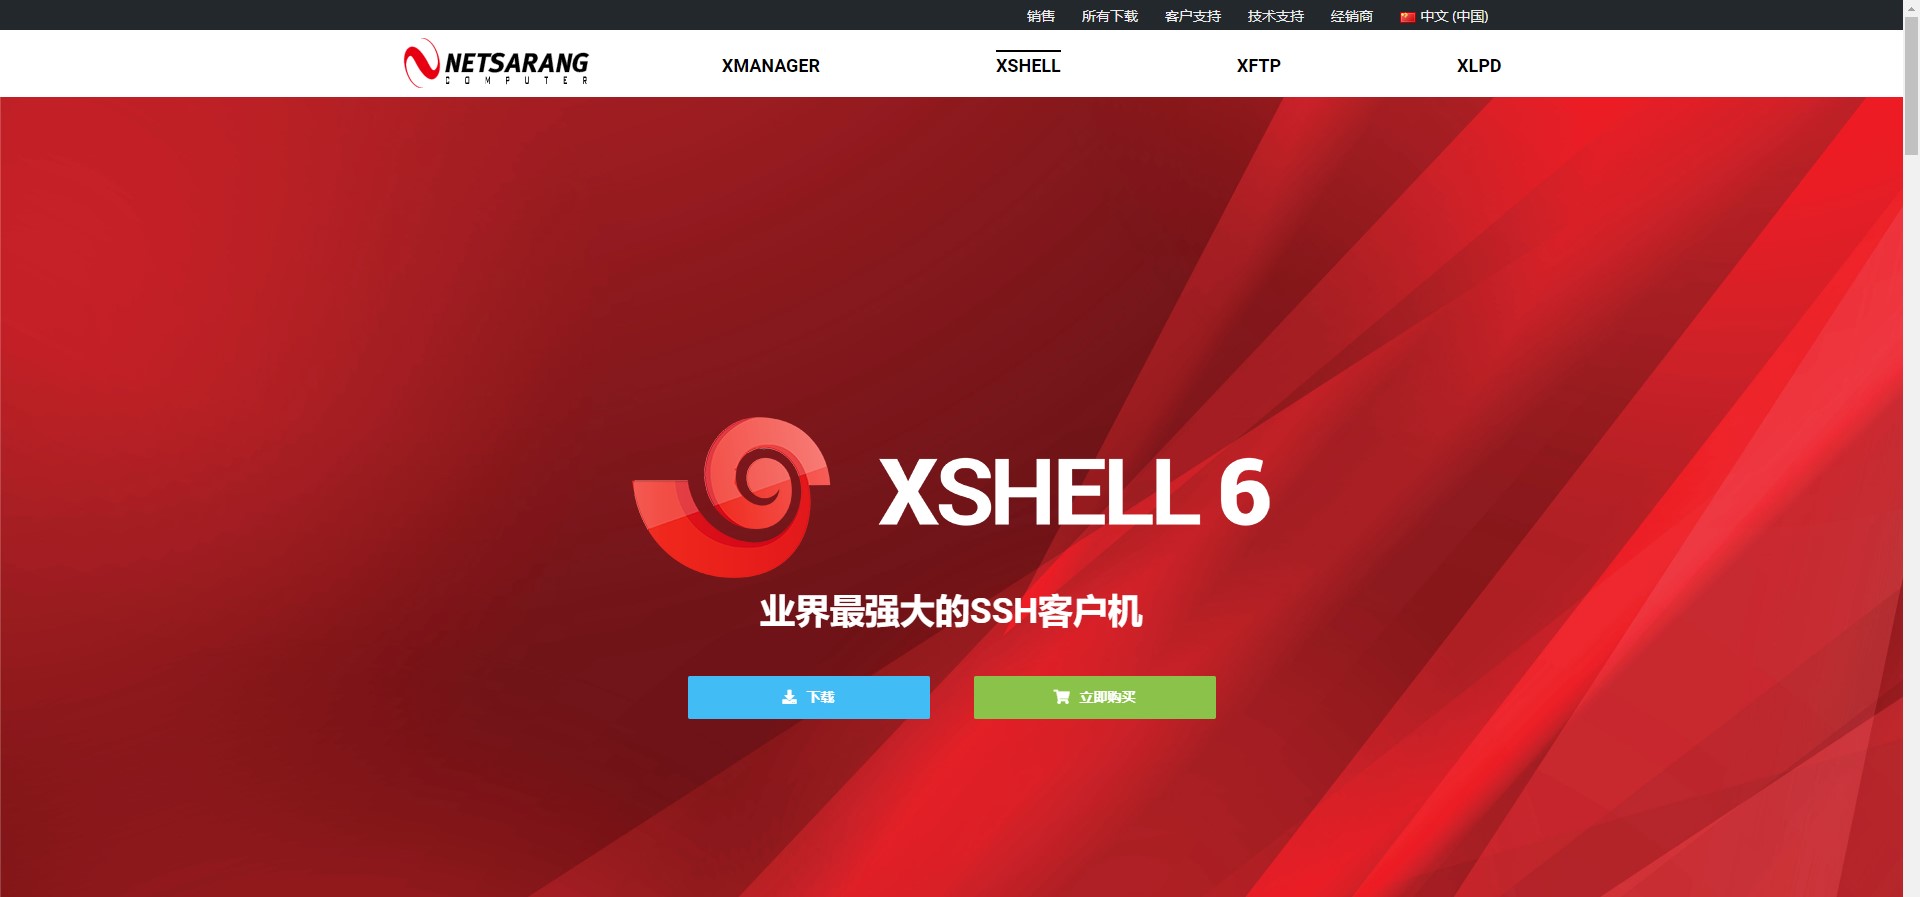 销售 所有下载 客户支持 技术支持 经销商 中文 (中国)
NETSARANG
COMPUTER
XMANAGER XSHELL XFTP XLPD
XSHELL 6
业界最强大的SSH客户机
下载 立即购买